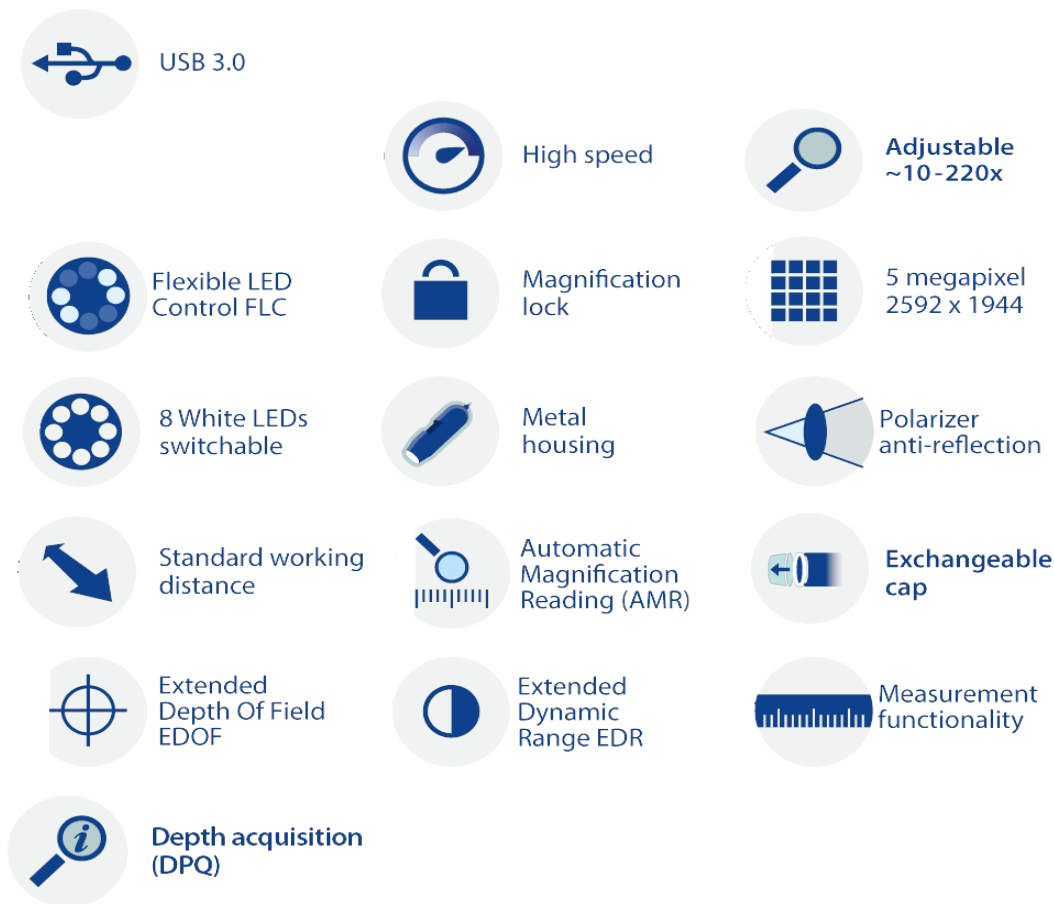 USB 3.0
High speed
Adjustable
~10-220x
Flexible LED
Control FLC
Magnification
lock
5 megapixel
2592 x 1944
8 White LEDs
switchable
Metal
housing
Polarizer
anti-reflection
Standard working
distance
Automatic
Magnification
Reading (AMR)
Exchangeable
cap
Extended
Depth Of Field
EDOF
Extended
Dynamic
Range EDR
Measurement
functionality
i
Depth acquisition
(DPQ)